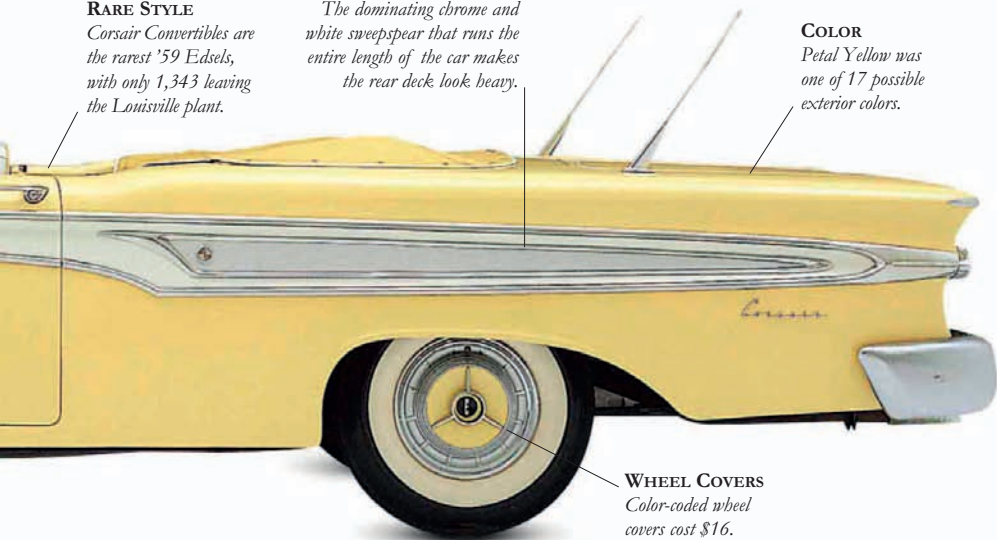 RARE STYLE
Corsair Convertibles are
the rarest ’59 Edsels,
with only 1,343 leaving
the Louisville plant.
The dominating chrome and
white sweepspear that runs the
entire length of the car makes
the rear deck look heavy.
COLOR
Petal Yellow was
one of 17 possible
exterior colors.
Corsair
WHEEL COVERS
Color-coded wheel
covers cost $16.